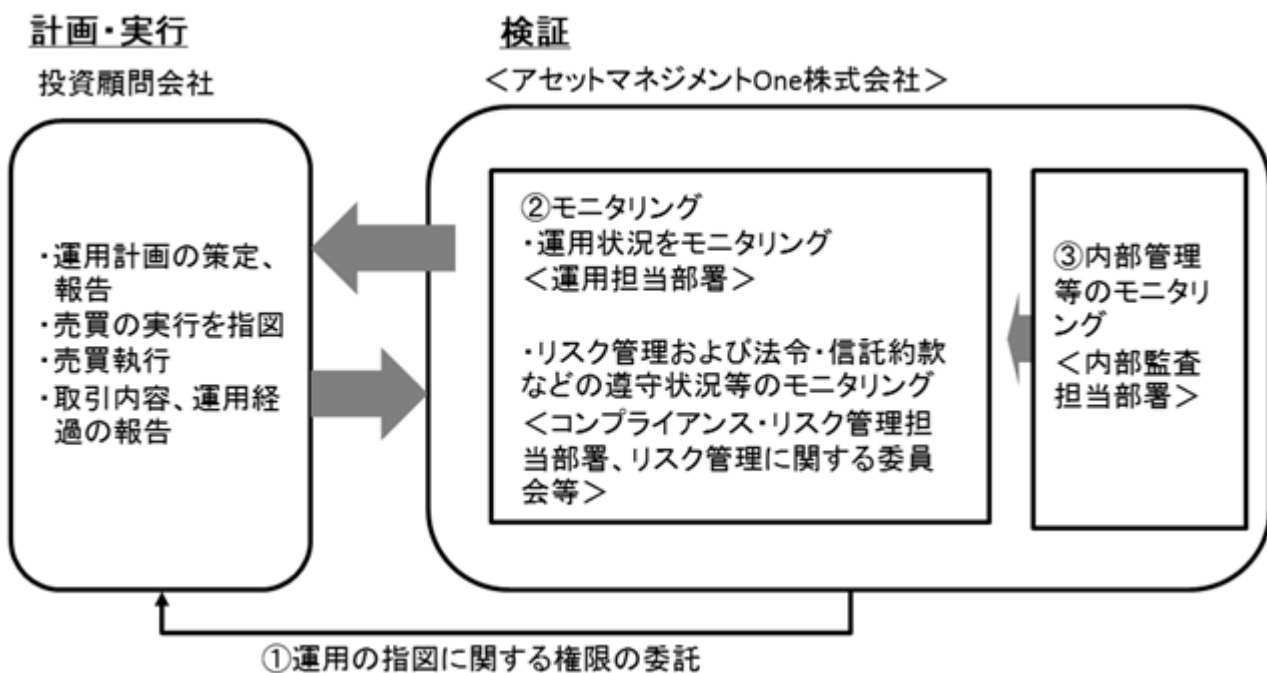 計画・実行
投資顧問会社
・運用計画の策定、
報告
・売買の実行を指図
・売買執行
・取引内容、運用経
過の報告
検証
＜アセットマネジメントOne株式会社＞
②モニタリング
・運用状況をモニタリング
＜運用担当部署＞
・リスク管理および法令・信託約款
などの遵守状況等のモニタリング
＜コンプライアンス・リスク管理担
当部署、リスク管理に関する委員
会等＞
③内部管理
等のモニタリ
ング
＜内部監査
担当部署＞
①運用の指図に関する権限の委託